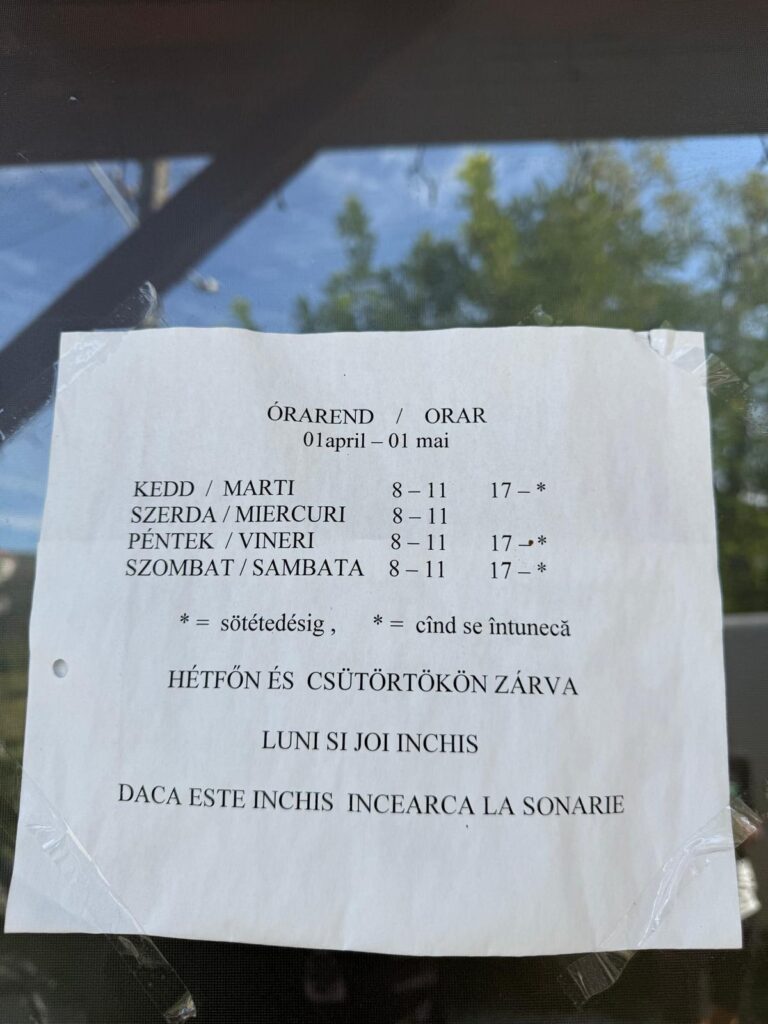 ÓRAREND / ORAR
01april – 01 mai
KEDD / MARTI 8 – 11 17 – *
SZERDA / MIERCURI 8 – 11
PÉNTEK / VINERI 8 – 11 17 – *
SZOMBAT / SAMBATA 8 – 11 17 – *
* = sötétedésig , * = cînd se întunecă
HÉTFŐN ÉS CSÜTÖRTÖKÖN ZÁRVA
LUNI SI JOI INCHIS
DACA ESTE INCHIS INCEARCA LA SONARIE